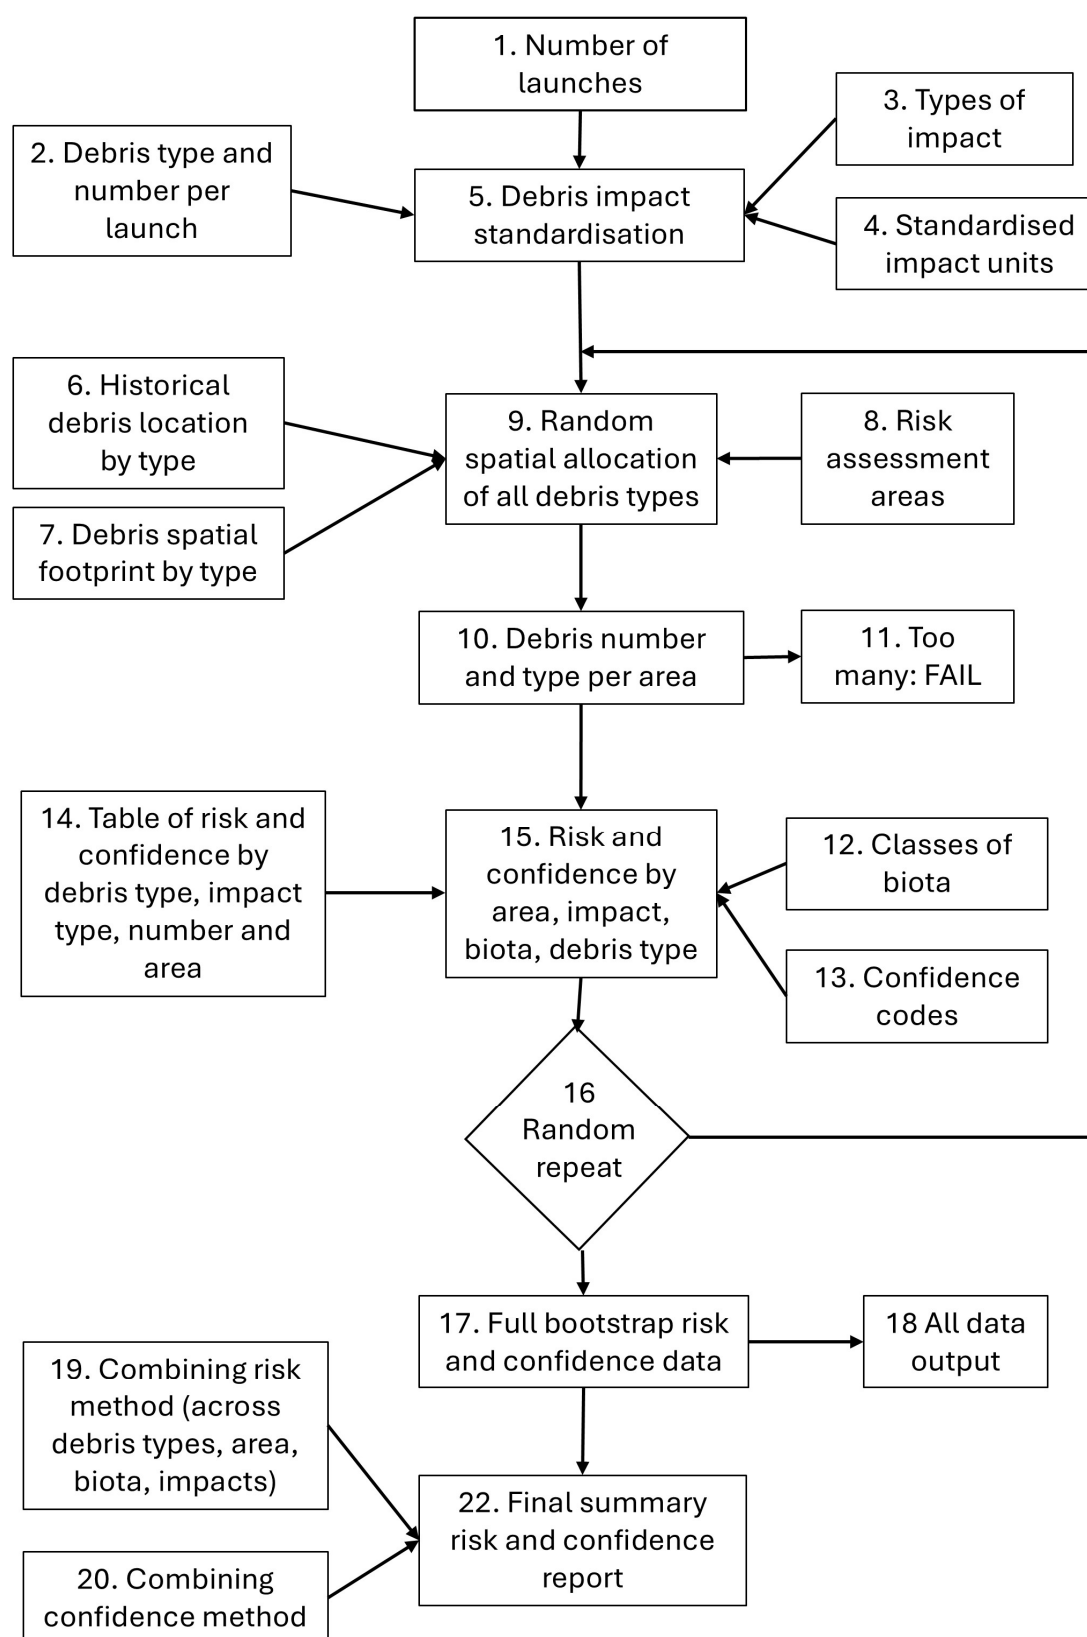 1. Number of
launches
2. Debris type and
number per
launch
3. Types of
impact
4. Standardised
impact units
5. Debris impact
standardisation
6. Historical
debris location
by type
7. Debris spatial
footprint by type
8. Risk
assessment
areas
9. Random
spatial allocation
of all debris types
10. Debris number
and type per area
11. Too
many: FAIL
12. Classes of
biota
13. Confidence
codes
14. Table of risk and
confidence by
debris type, impact
type, number and
area
15. Risk and
confidence by
area, impact,
biota, debris type
16
Random
repeat
17. Full bootstrap risk
and confidence data
18 All data
output
19. Combining risk
method (across
debris types, area,
biota, impacts)
20. Combining
confidence method
22. Final summary
risk and confidence
report